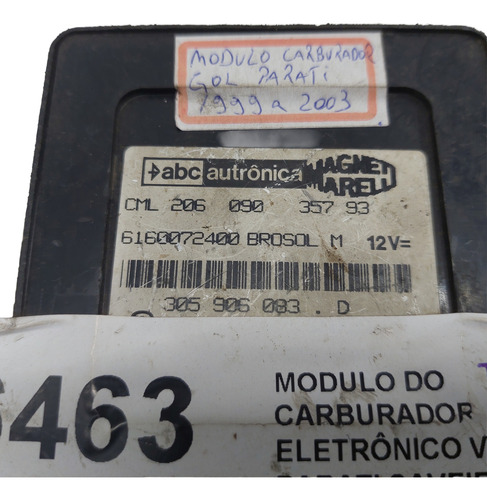 MODULO CARBURADOR
GOL PARATI
1999 a 2003
abc autrônica MAGNETI MARELLI
CML 206 090 357 93
6160072400 BROSOL M 12V=
305 906 083 . D
6463
MODULO DO
CARBURADOR
ELETRÔNICO V